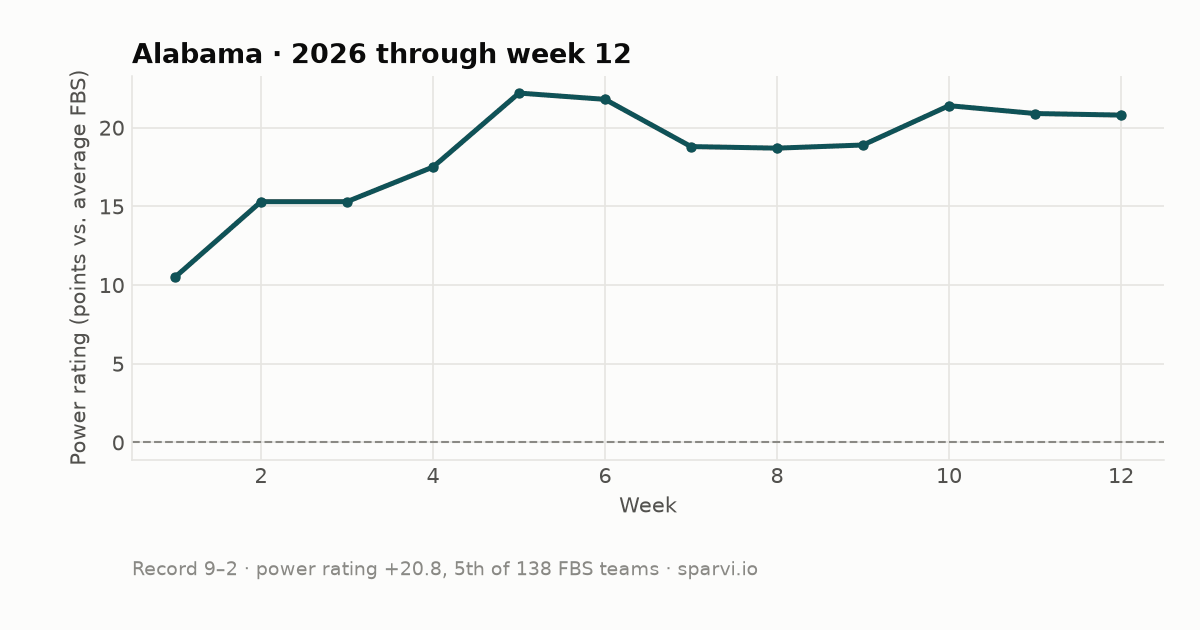 Alabama · 2026 through week 12
Power rating (points vs. average FBS)
20
15
10
5
0
2 4 6 8 10 12
Week
Record 9–2 · power rating +20.8, 5th of 138 FBS teams · sparvi.io